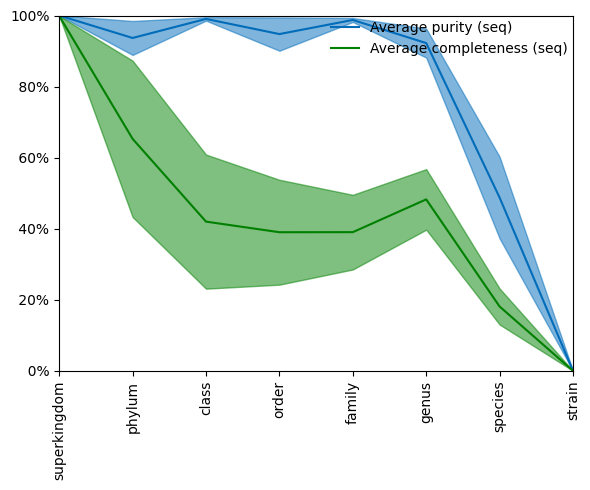 100%
80%
60%
40%
20%
0%
Average purity (seq)
Average completeness (seq)
superkingdom
phylum
class
order
family
genus
species
strain